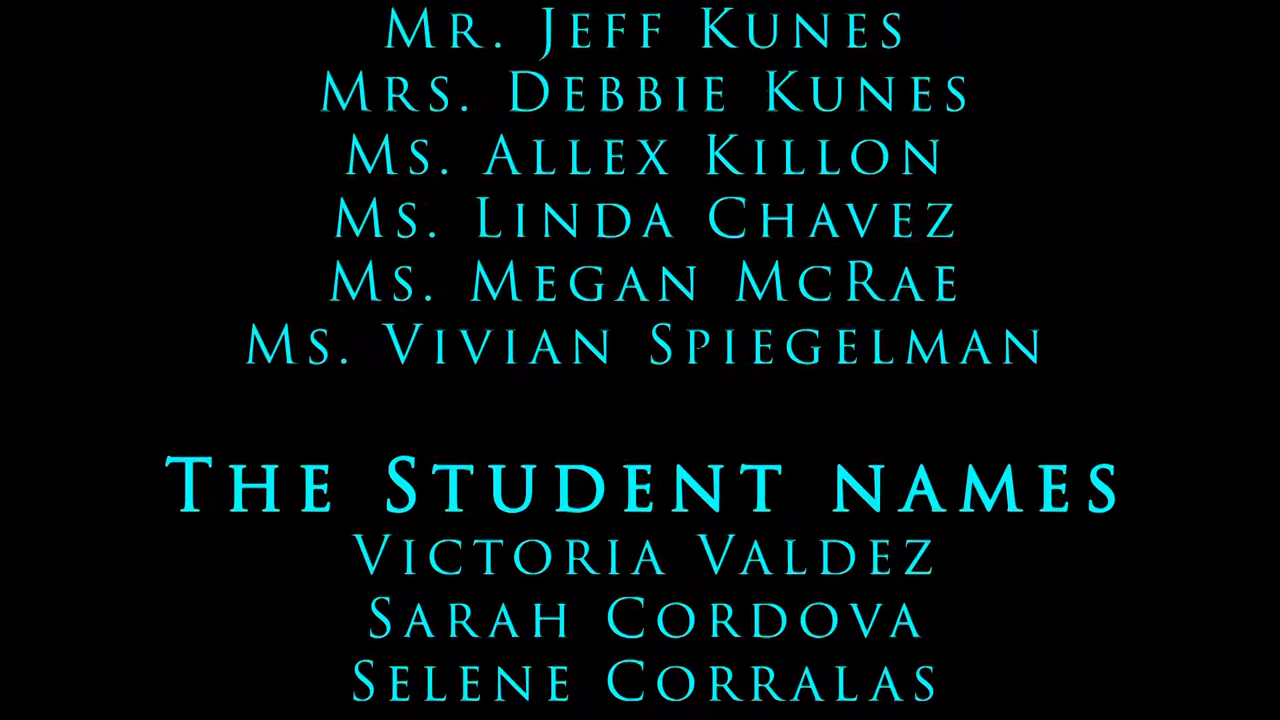 Mr. Jeff Kunes
Mrs. Debbie Kunes
Ms. Allex Killon
Ms. Linda Chavez
Ms. Megan McRae
Ms. Vivian Spiegelman
The Student names
Victoria Valdez
Sarah Cordova
Selene Corralas